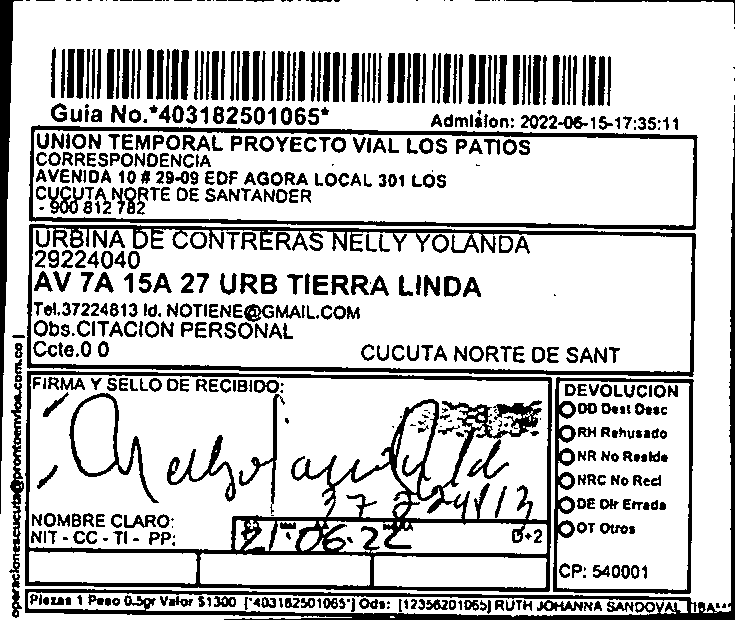 Guia No.*403182501065*
Admision: 2022-06-15-17:35:11
UNION TEMPORAL PROYECTO VIAL LOS PATIOS
CORRESPONDENCIA
AVENIDA 10 # 29-09 EDF AGORA LOCAL 301 LOS
CUCUTA NORTE DE SANTANDER
- 900 812 782
URBINA DE CONTRERAS NELLY YOLANDA
29224040
AV 7A 15A 27 URB TIERRA LINDA
Tel.37224813 Id. NOTIENE@GMAIL.COM
Obs.CITACION PERSONAL
Ccte.0 0
CUCUTA NORTE DE SANT
FIRMA Y SELLO DE RECIBIDO:
37 224813
NOMBRE CLARO:
NIT - CC - TI - PP:
21.06.22
D+2
DEVOLUCION
DD Dest Desc
RH Rehusado
NR No Reside
NRC No Recl
DE Dir Errada
OT Otros
CP: 540001
operacionescucuta@prontoenvios.com.co |
Piezas 1 Peso 0.5gr Valor $1300 [*403182501065*] Ods: [12356201065] RUTH JOHANNA SANDOVAL